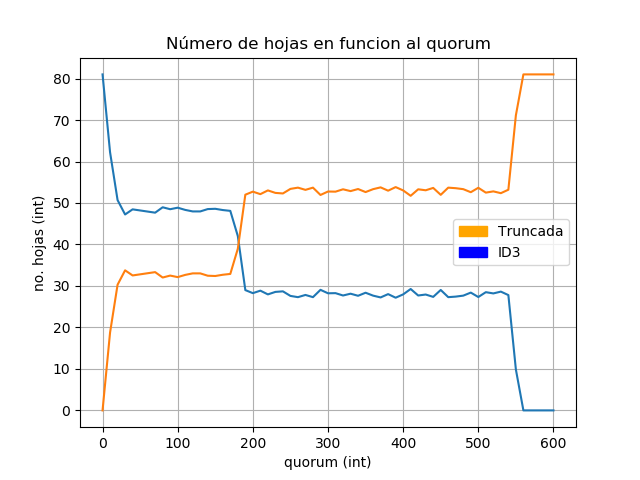 Número de hojas en funcion al quorum
no. hojas (int)
80
70
60
50
40
30
20
10
0
Truncada
ID3
0 100 200 300 400 500 600
quorum (int)